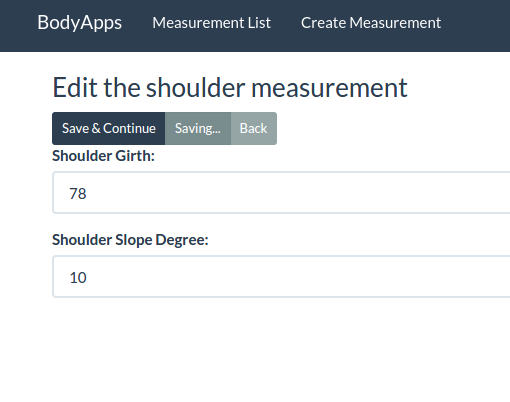 BodyApps Measurement List Create Measurement
Edit the shoulder measurement
Save & Continue Saving... Back
Shoulder Girth:
78
Shoulder Slope Degree:
10